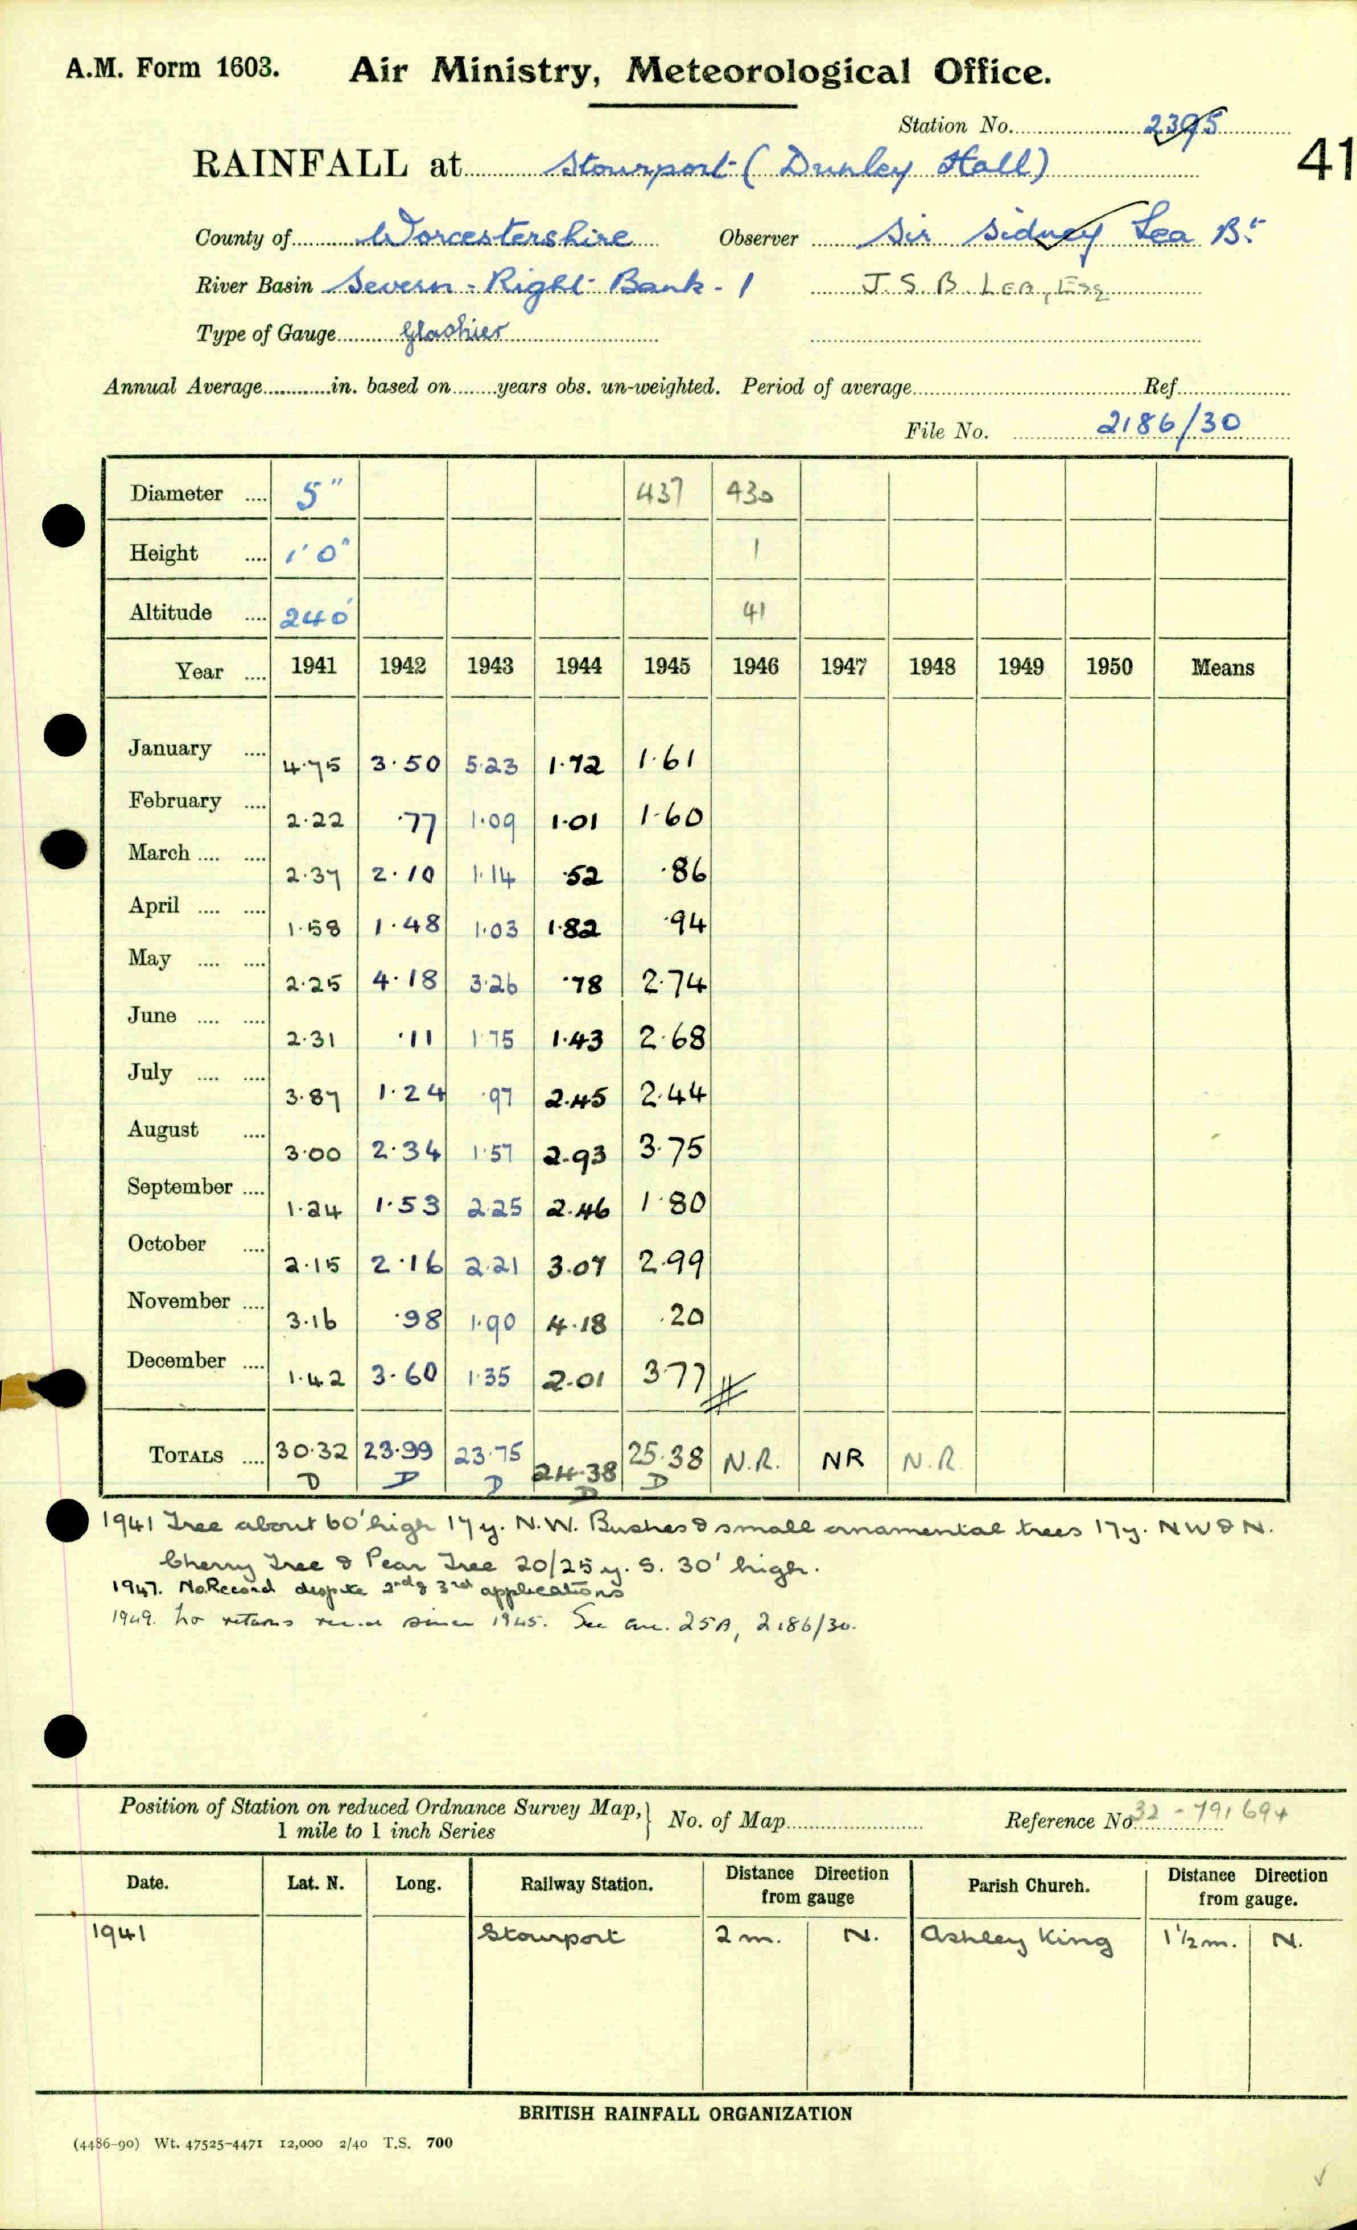 A.M. Form 1603. Air Ministry, Meteorological Office.
Station No. 2395
41
RAINFALL at Stourport (Dunley Hall)
County of Worcestershire Observer Sir Sidney Lea Bt
River Basin Severn - Right Bank - 1 J. S. B. Lea, Esq
Type of Gauge Glashier
Annual Average in. based on years obs. un-weighted. Period of average Ref
File No. 2186/30
Diameter 5" 437 430
Height 1'0" 1
Altitude 240' 41
Year 1941 1942 1943 1944 1945 1946 1947 1948 1949 1950 Means
January 4.75 3.50 5.23 1.72 1.61
February 2.22 .77 1.09 1.01 1.60
March 2.37 2.10 1.14 .52 .86
April 1.58 1.48 1.03 1.82 .94
May 2.25 4.18 3.26 .78 2.74
June 2.31 .11 1.75 1.43 2.68
July 3.87 1.24 .97 2.45 2.44
August 3.00 2.34 1.57 2.93 3.75
September 1.24 1.53 2.25 2.46 1.80
October 2.15 2.16 2.21 3.07 2.99
November 3.16 .98 1.90 4.18 .20
December 1.42 3.60 1.35 2.01 3.77
TOTALS 30.32 23.99 23.75 24.38 25.38 N.R. NR N.R.
D D D D D
1941 Tree about 60' high 17y. N.W. Bushes & small ornamental trees 17y. NW & N.
Cherry Tree & Pear Tree 20/25 y. S. 30' high.
1947. No Record despite 2nd & 3rd applications
1949. No returns since 1945. See 25A, 2186/30.
Position of Station on reduced Ordnance Survey Map, 1 mile to 1 inch Series No. of Map Reference No. 32 - 791694
Date. Lat. N. Long. Railway Station. Distance Direction from gauge Parish Church. Distance Direction from gauge.
1941 Stourport 2 m. N. Astley King 1½ m. N.
BRITISH RAINFALL ORGANIZATION
(4486-90) Wt. 47525-4471 12,000 2/40 T.S. 700